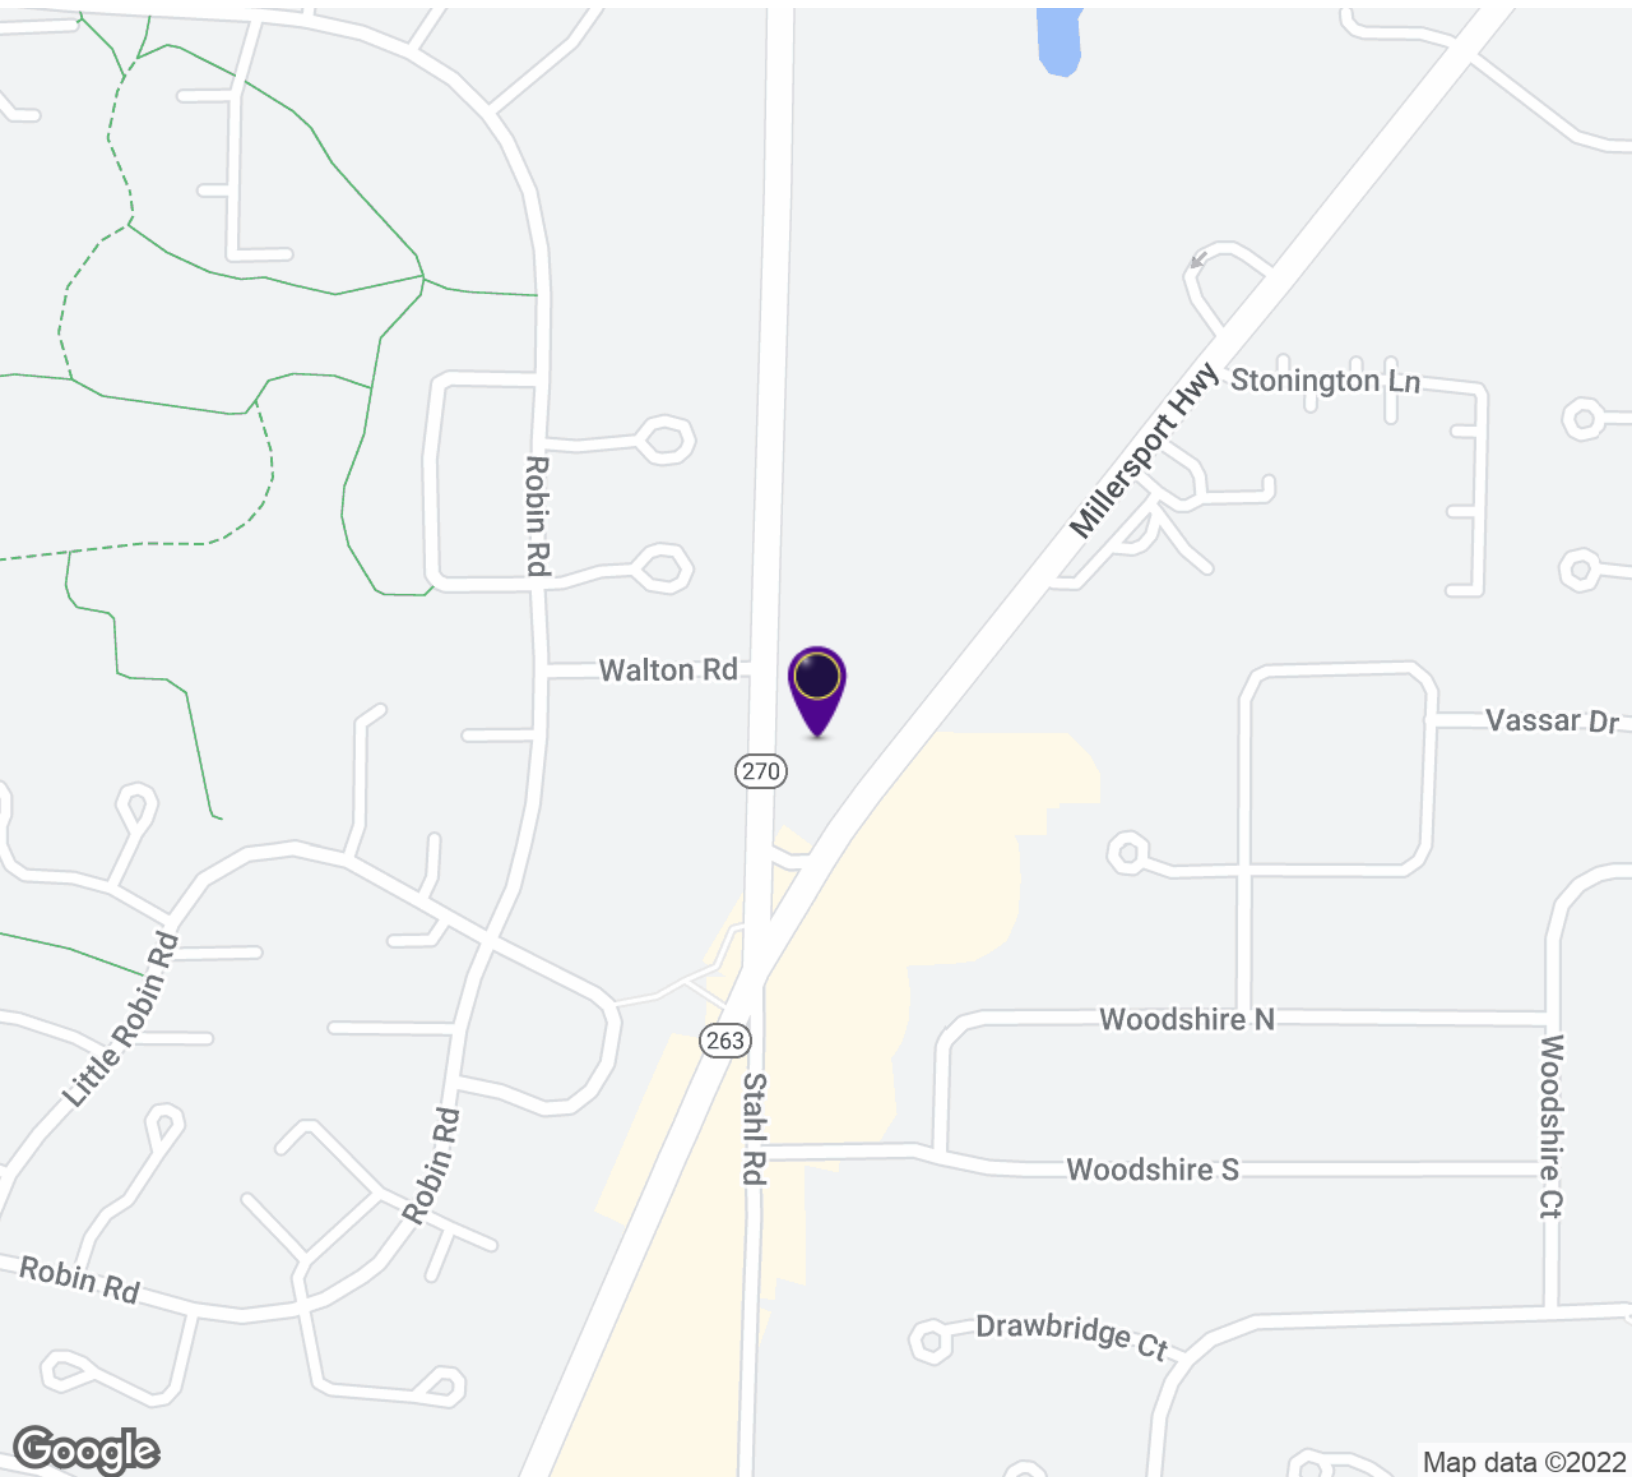 Millersport Hwy
Stonington Ln
Robin Rd
Walton Rd
Vassar Dr
270
Little Robin Rd
Woodshire N
263
Woodshire Ct
Stahl Rd
Robin Rd
Woodshire S
Robin Rd
Drawbridge Ct
Google
Map data ©2022